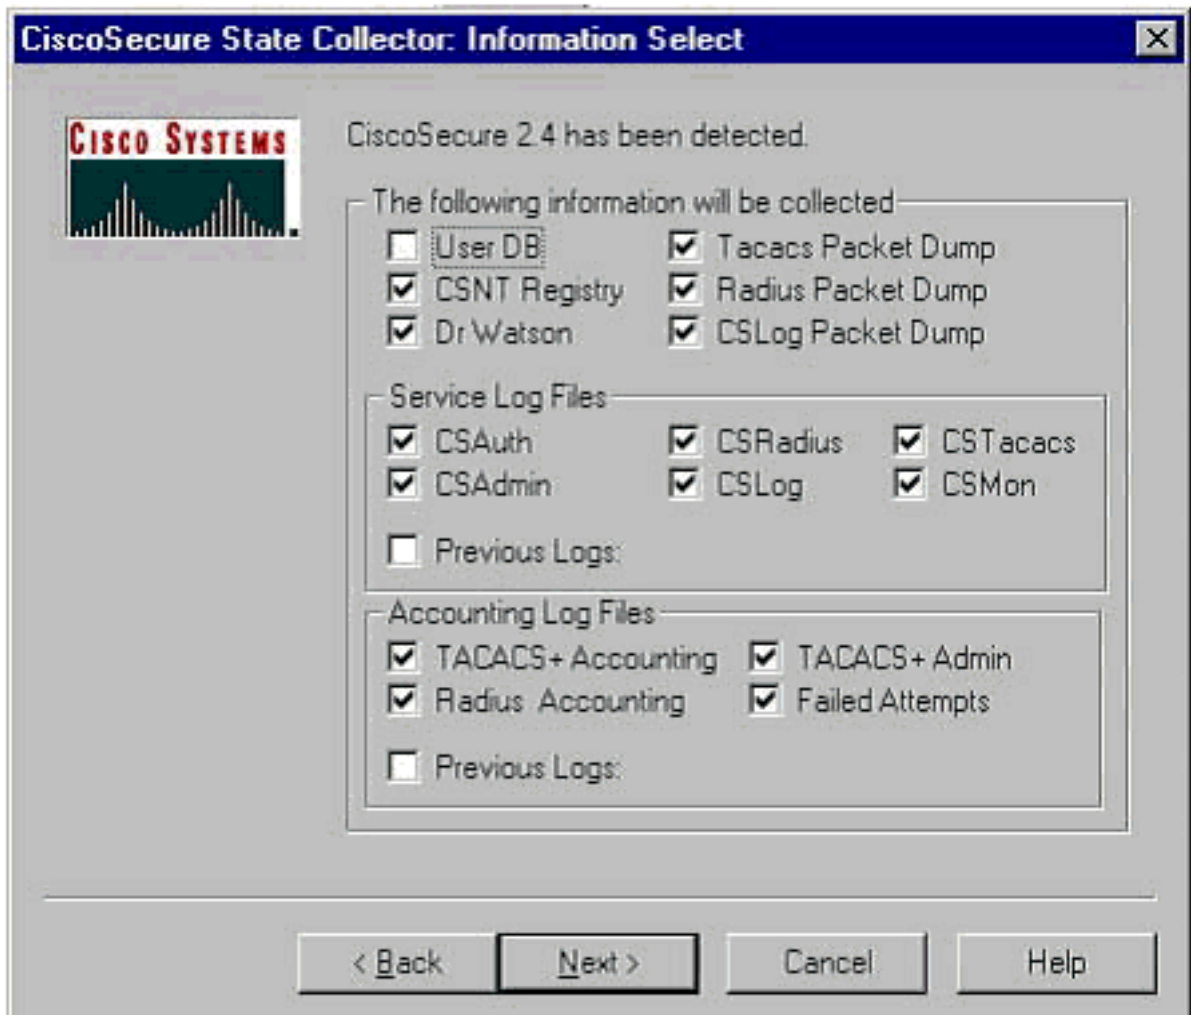 CiscoSecure State Collector: Information Select
CISCO SYSTEMS
CiscoSecure 2.4 has been detected.
The following information will be collected
User DB
Tacacs Packet Dump
CSNT Registry
Radius Packet Dump
Dr Watson
CSLog Packet Dump
Service Log Files
CSAuth
CSRadius
CSTacacs
CSAdmin
CSLog
CSMon
Previous Logs:
Accounting Log Files
TACACS+ Accounting
TACACS+ Admin
Radius Accounting
Failed Attempts
Previous Logs:
< Back
Next >
Cancel
Help